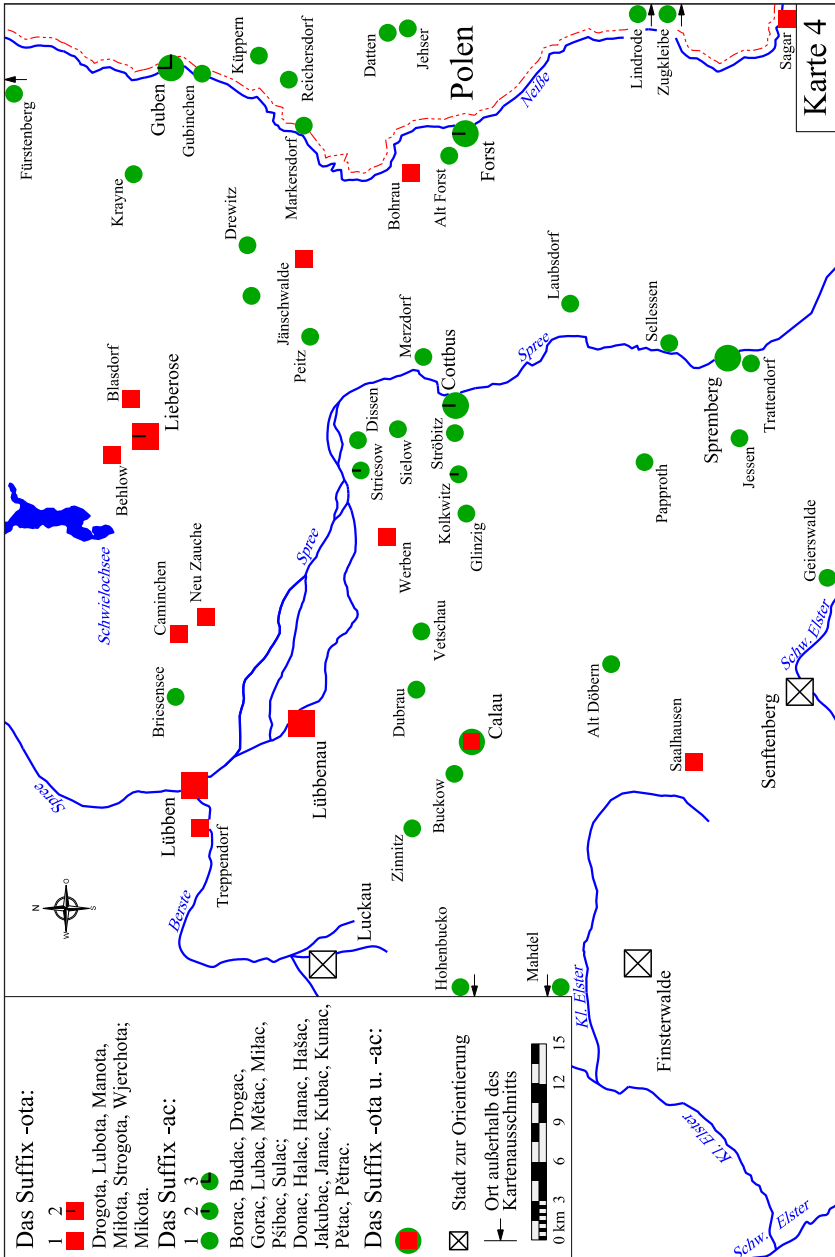 Das Suffix -ota:
1 2
Drogota, Lubota, Manota,
Miłota, Strogota, Wjerchota;
Mikota.
Das Suffix -ac:
1 2 3
Borac, Budac, Drogac,
Gorac, Lubac, Mětac, Miłac,
Pśibac, Sulac;
Donac, Halac, Hanac, Hašac,
Jakubac, Janac, Kubac, Kunac,
Pětac, Pětrac.
Das Suffix -ota u. -ac:
Stadt zur Orientierung
Ort außerhalb des
Kartenausschnitts
0 km 3 6 9 12 15
N
W
O
S
Spree
Schwielochsee
Behlow
Blasdorf
Lieberose
Krayne
Fürstenberg
Guben
Gubinchen
Küppern
Reichersdorf
Markersdorf
Drewitz
Jänschwalde
Peitz
Caminchen
Neu Zauche
Briesensee
Lübben
Treppendorf
Berste
Luckau
Lübbenau
Spree
Striesow
Dissen
Sielow
Werben
Merzdorf
Cottbus
Ströbitz
Kolkwitz
Glinzig
Vetschau
Dubrau
Calau
Buckow
Zinnitz
Hohenbucko
Mahdel
Datten
Jehser
Bohrau
Alt Forst
Forst
Polen
Neiße
Laubsdorf
Spree
Sellessen
Spremberg
Trattendorf
Jessen
Papproth
Alt Döbern
Saalhausen
Senftenberg
Geierswalde
Schw. Elster
Kl. Elster
Finsterwalde
Kl. Elster
Schw. Elster
Lindrode
Zugkleibe
Sagar
Karte 4